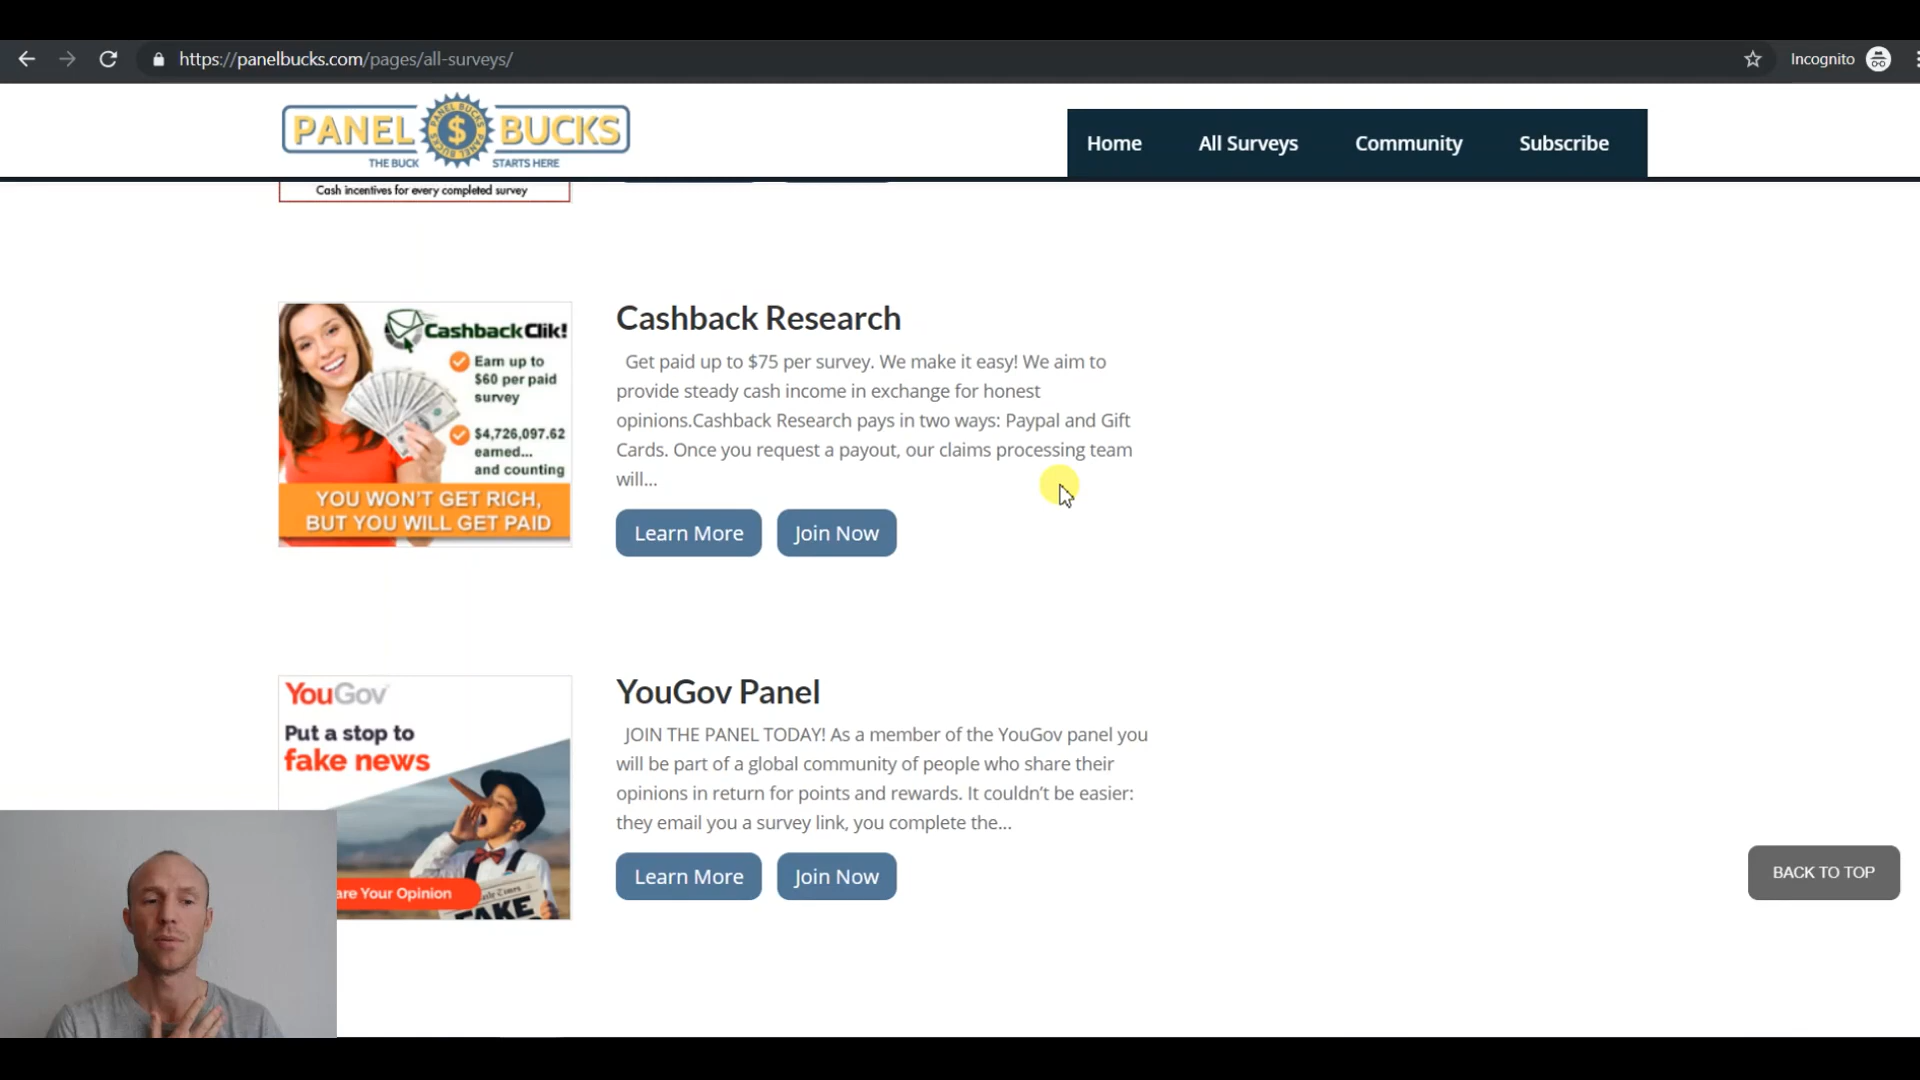 https://panelbucks.com/pages/all-surveys/
Incognito
PANEL $ BUCKS
PANEL BUCKS
THE BUCK STARTS HERE
Home All Surveys Community Subscribe
Cash incentives for every completed survey
CashbackClik!
Earn up to
$60 per paid
survey
$4,726,097.62
earned...
and counting
YOU WON'T GET RICH,
BUT YOU WILL GET PAID
Cashback Research
Get paid up to $75 per survey. We make it easy! We aim to
provide steady cash income in exchange for honest
opinions.Cashback Research pays in two ways: Paypal and Gift
Cards. Once you request a payout, our claims processing team
will...
Learn More Join Now
YouGov
Put a stop to
fake news
are Your Opinion
FAKE
YouGov Panel
JOIN THE PANEL TODAY! As a member of the YouGov panel you
will be part of a global community of people who share their
opinions in return for points and rewards. It couldn't be easier:
they email you a survey link, you complete the...
Learn More Join Now
BACK TO TOP